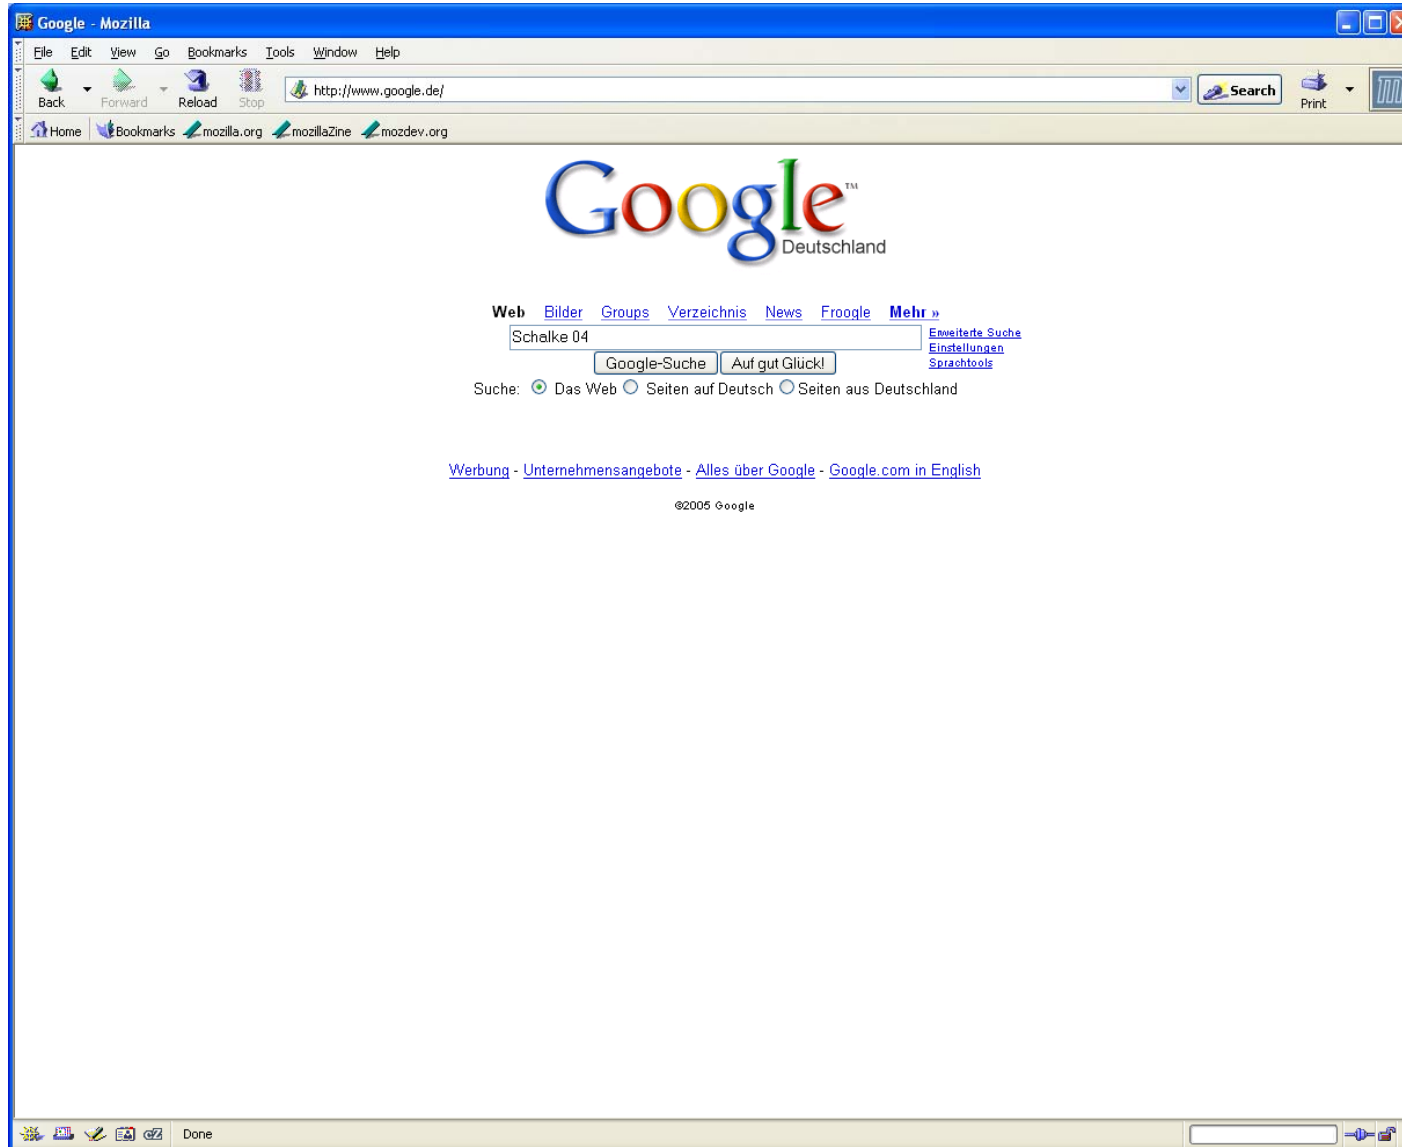 Google - Mozilla
File Edit View Go Bookmarks Tools Window Help
Back Forward Reload Stop http://www.google.de/ Search Print
Home Bookmarks mozilla.org mozillaZine mozdev.org
Google™
Deutschland
Web Bilder Groups Verzeichnis News Froogle Mehr »
Schalke 04
Erweiterte Suche
Einstellungen
Sprachtools
Google-Suche Auf gut Glück!
Suche: Das Web Seiten auf Deutsch Seiten aus Deutschland
Werbung - Unternehmensangebote - Alles über Google - Google.com in English
©2005 Google
Done